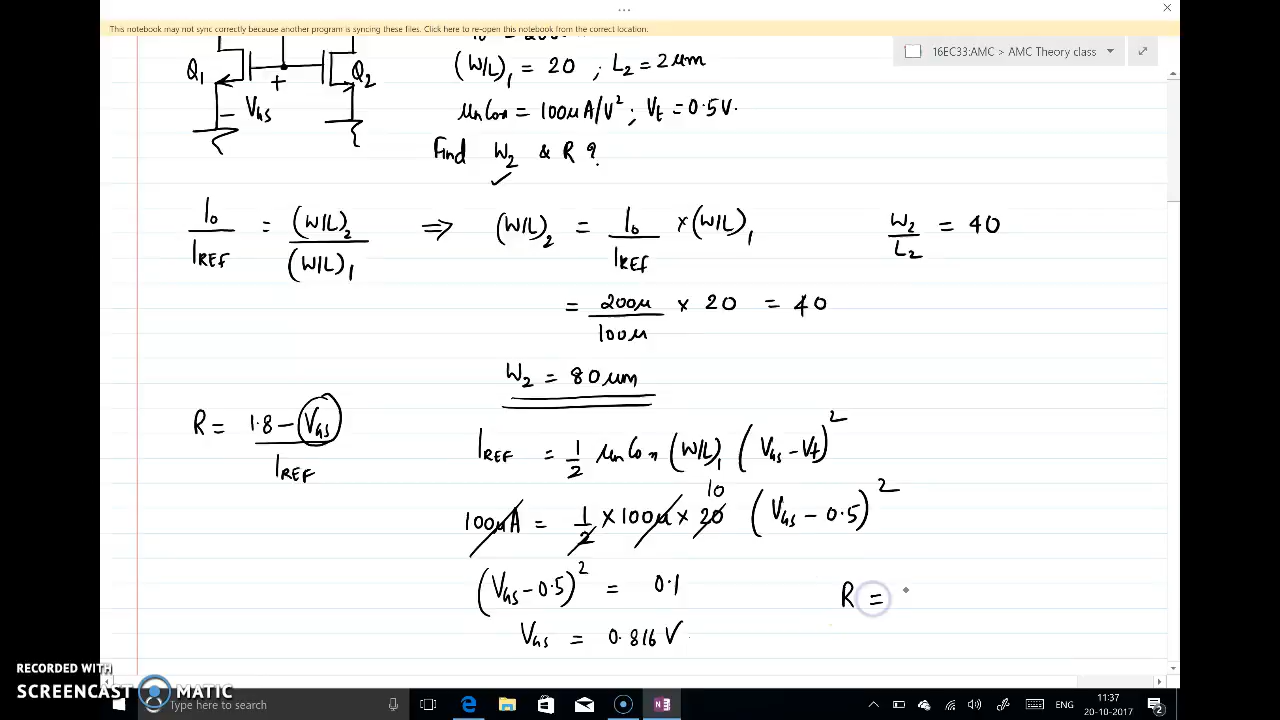 This notebook may not sync correctly because another program is syncing these files. Click here to re-open this notebook from the correct location.
16EC33:AMC > AMC Theory class
Q1 + VGS Q2
(W/L)1 = 20 ; L2 = 2µm
µnCox = 100µA/V² ; Vt = 0.5V.
Find W2 & R ?
I0/IREF = (W/L)2/(W/L)1 ⇒ (W/L)2 = I0/IREF × (W/L)1
W2/L2 = 40
= 200µ/100µ × 20 = 40
W2 = 80µm
R = (1.8 − VGS)/IREF
IREF = 1/2 µnCox (W/L)1 (VGS − Vt)²
10
100µA = 1/2 × 100µ × 20 (VGS − 0.5)²
(VGS − 0.5)² = 0.1
R =
VGS = 0.816 V
RECORDED WITH
SCREENCAST MATIC
Type here to search
ENG
11:37
20-10-2017
2